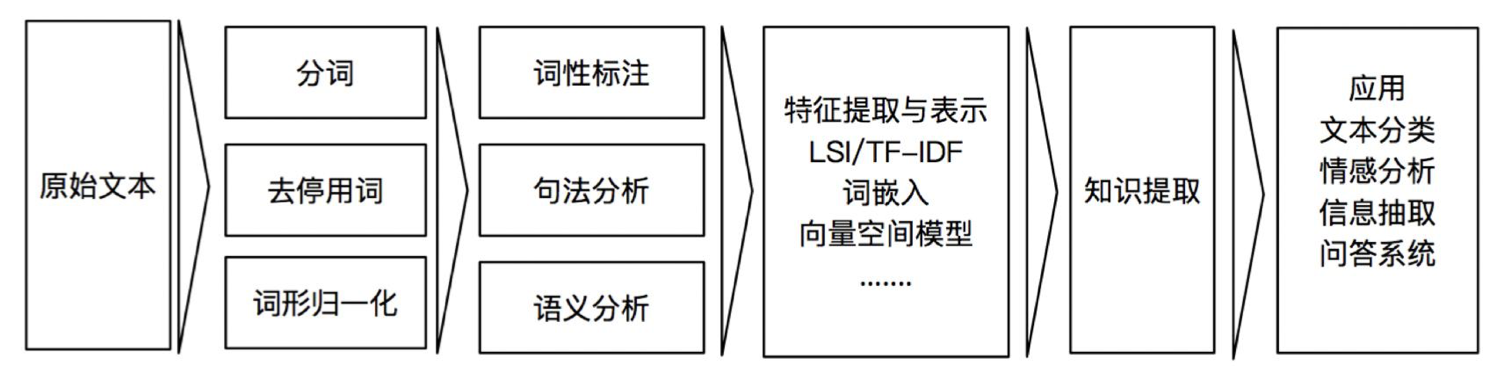 原始文本
分词
去停用词
词形归一化
词性标注
句法分析
语义分析
特征提取与表示
LSI/TF-IDF
词嵌入
向量空间模型
.......
知识提取
应用
文本分类
情感分析
信息抽取
问答系统